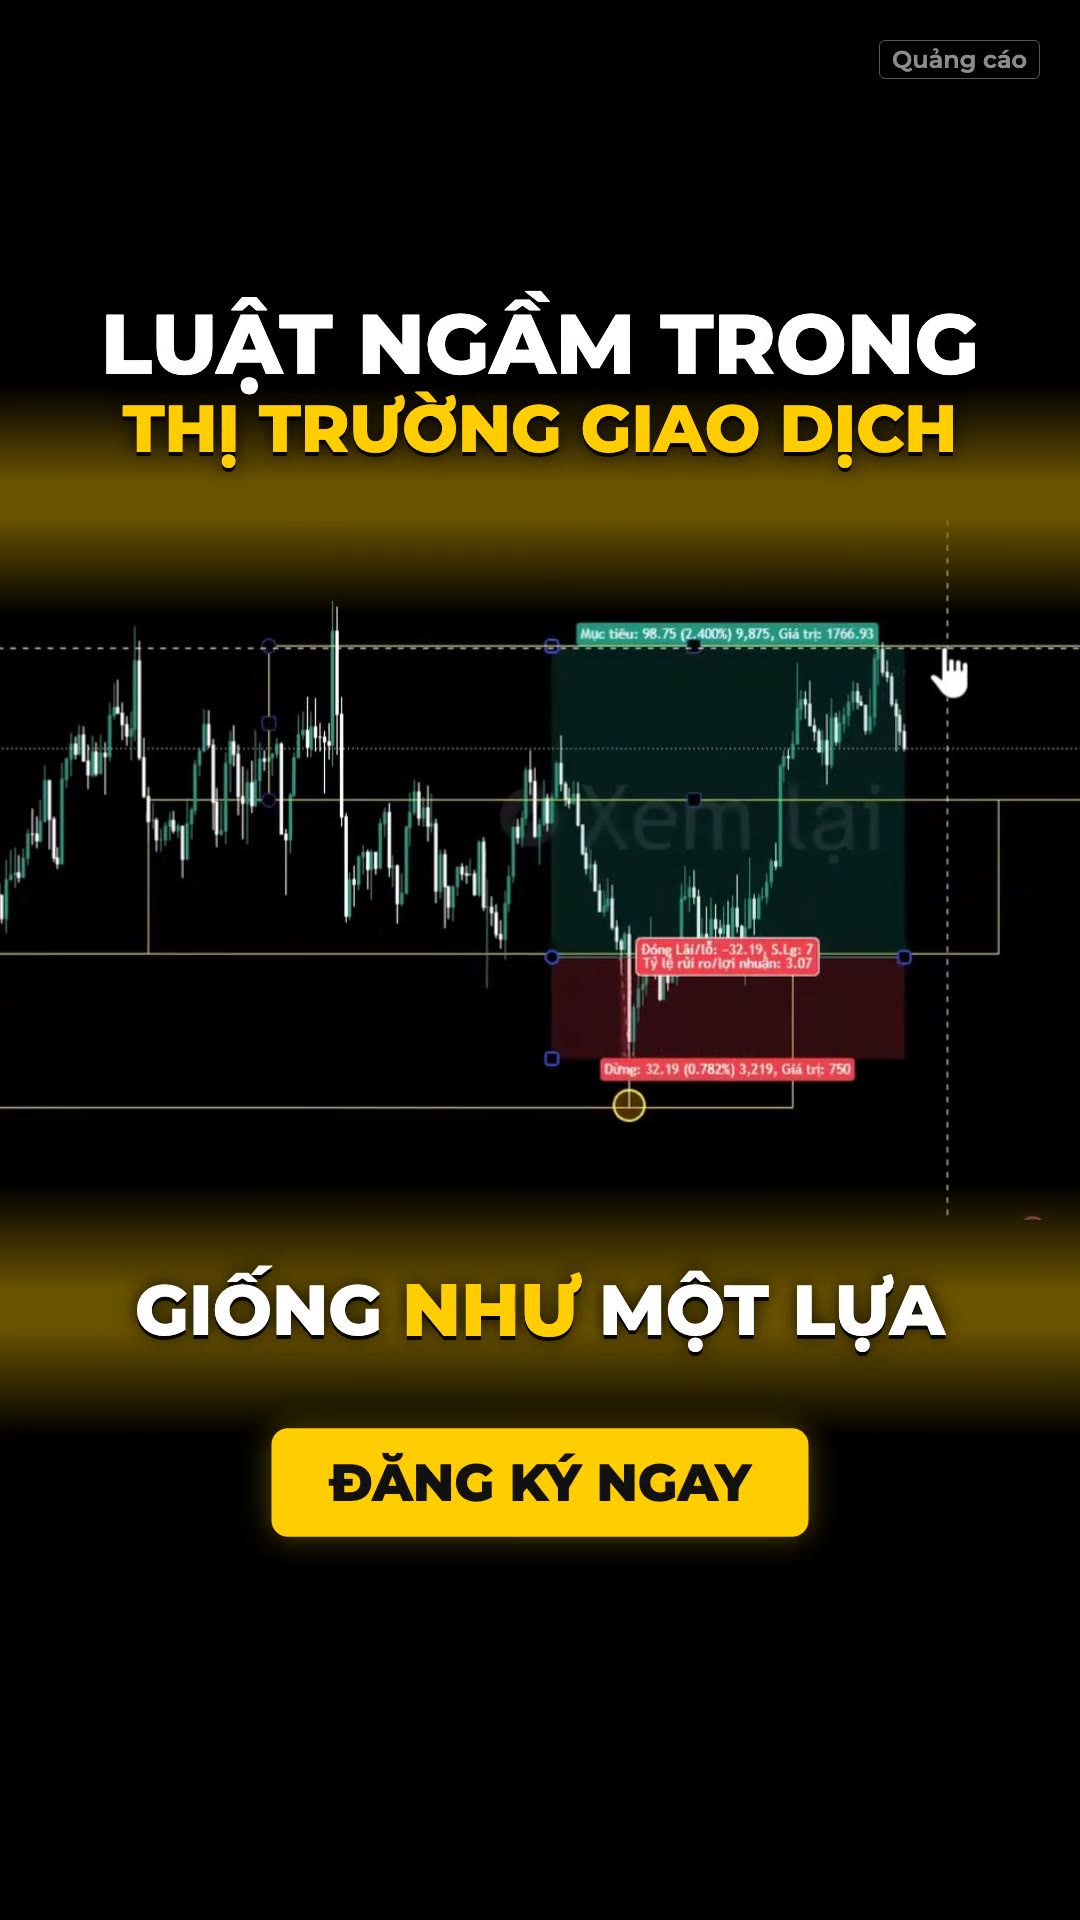 Quảng cáo
LUẬT NGẦM TRONG
THỊ TRƯỜNG GIAO DỊCH
Mục tiêu: 98.75 (2.400%) 9,875, Giá trị: 1766.93
Xem lại
Đóng Lãi/lỗ: −32.19, S.Lg: 7
Tỷ lệ rủi ro/lợi nhuận: 3.07
Dừng: 32.19 (0.782%) 3,219, Giá trị: 750
GIỐNG NHƯ MỘT LỰA
ĐĂNG KÝ NGAY